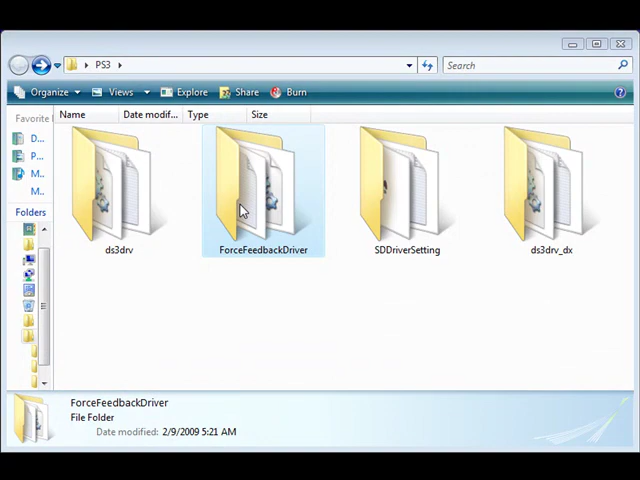 PS3
Search
Organize Views Explore Share Burn
Name Date modif... Type Size
Favorite
D...
P...
M...
M...
Folders
ds3drv ForceFeedbackDriver SDDriverSetting ds3drv_dx
ForceFeedbackDriver
File Folder
Date modified: 2/9/2009 5:21 AM